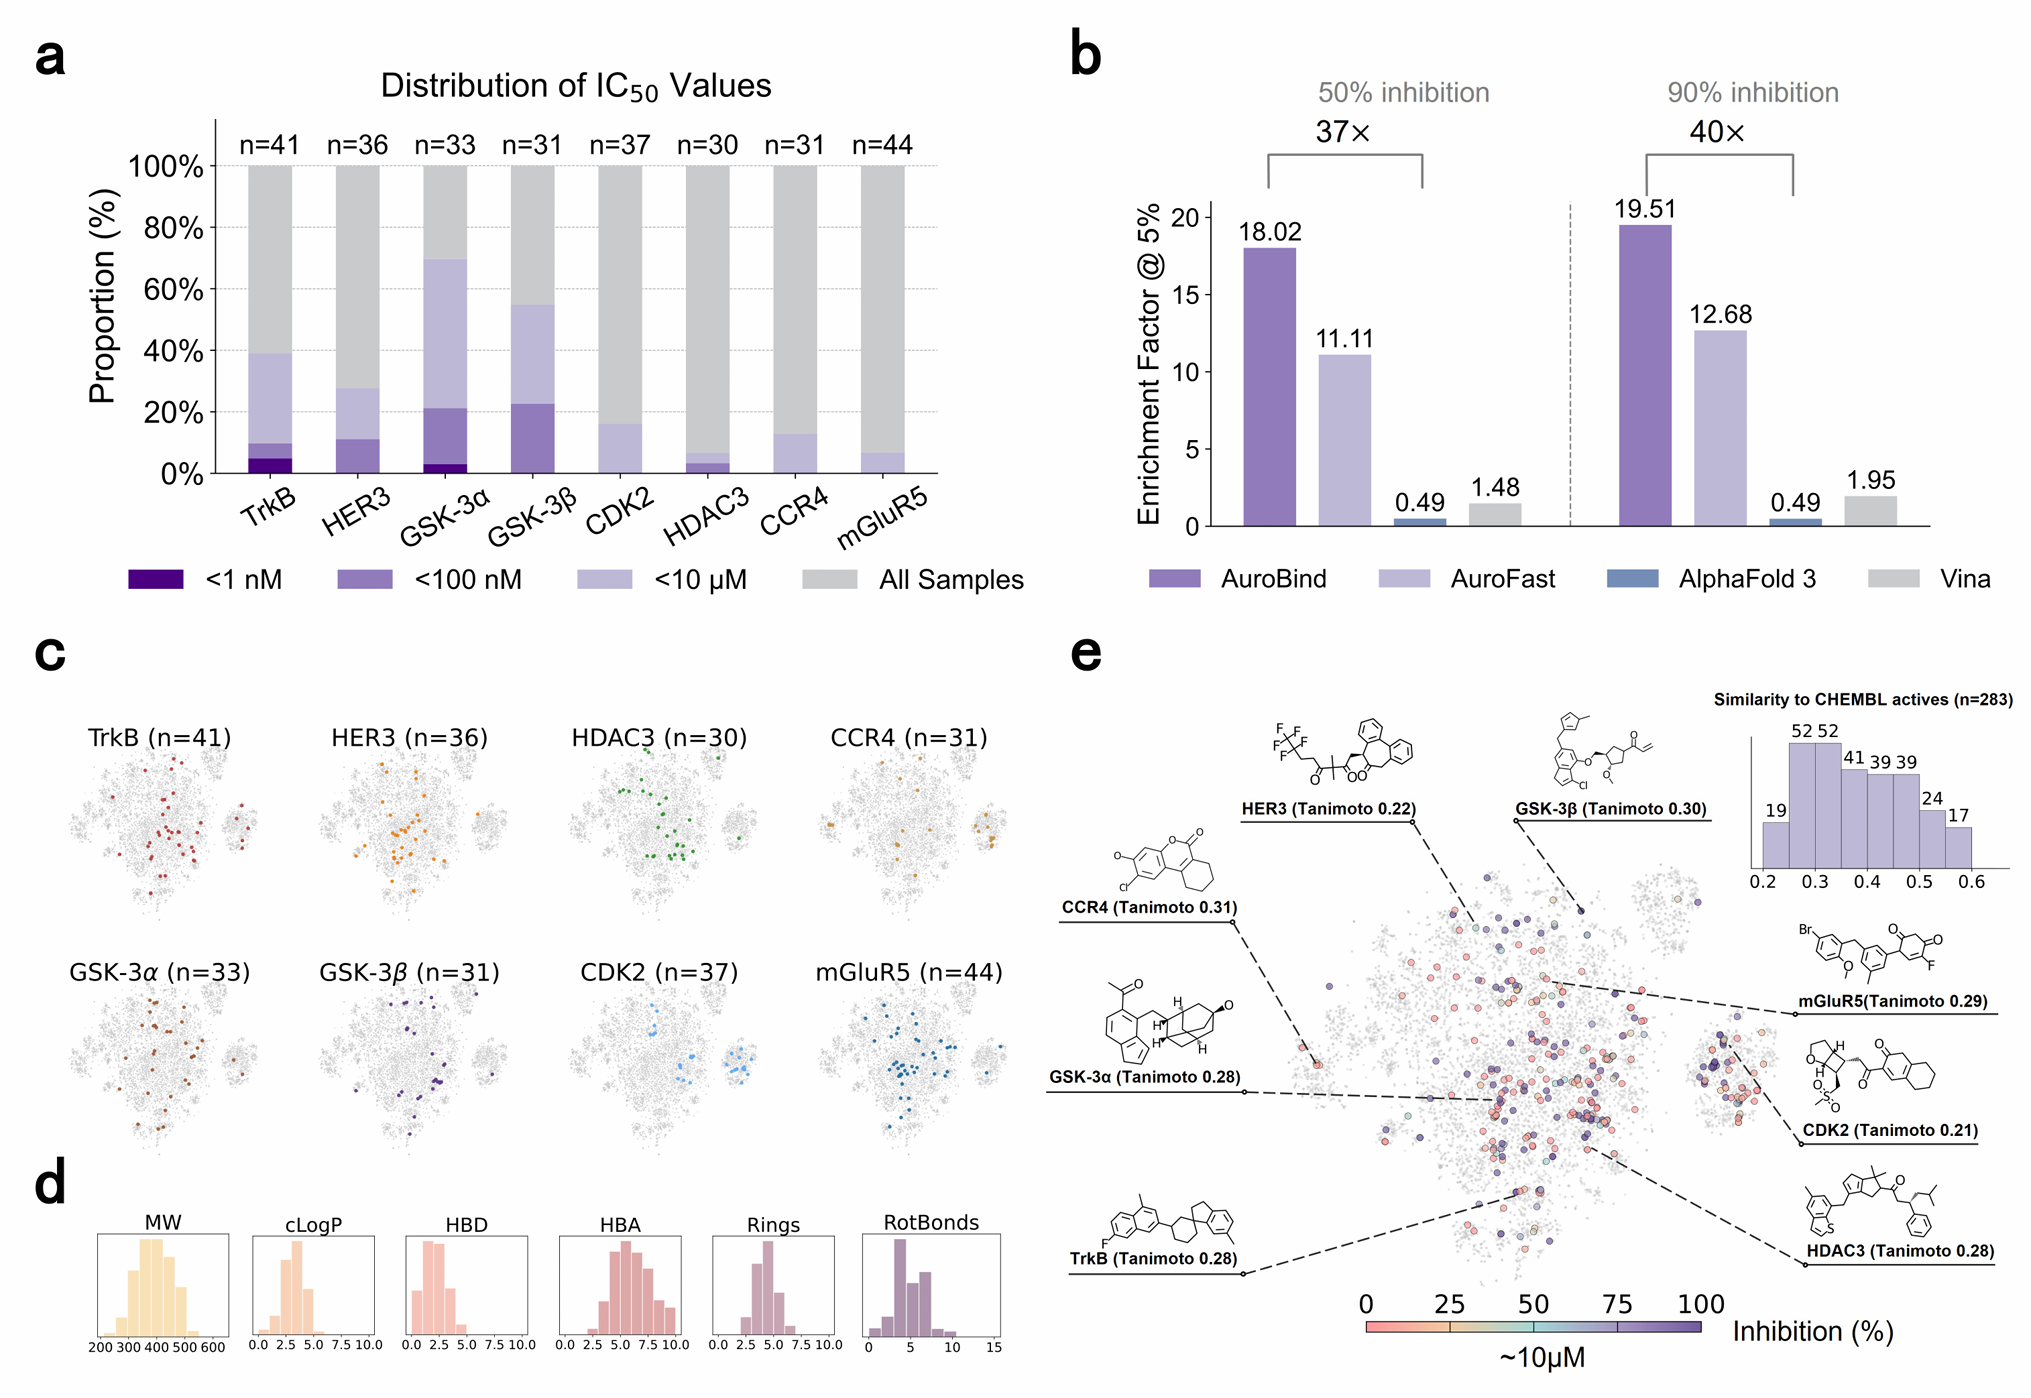 a
Distribution of IC50 Values
n=41 n=36 n=33 n=31 n=37 n=30 n=31 n=44
Proportion (%)
100%
80%
60%
40%
20%
0%
TrkB HER3 GSK-3α GSK-3β CDK2 HDAC3 CCR4 mGluR5
<1 nM <100 nM <10 μM All Samples
b
50% inhibition 90% inhibition
37× 40×
Enrichment Factor @ 5%
20
15
10
5
0
18.02 11.11 0.49 1.48 19.51 12.68 0.49 1.95
AuroBind AuroFast AlphaFold 3 Vina
c
TrkB (n=41) HER3 (n=36) HDAC3 (n=30) CCR4 (n=31)
GSK-3α (n=33) GSK-3β (n=31) CDK2 (n=37) mGluR5 (n=44)
d
MW cLogP HBD HBA Rings RotBonds
200 300 400 500 600
0.0 2.5 5.0 7.5 10.0
0.0 2.5 5.0 7.5 10.0
0.0 2.5 5.0 7.5 10.0
0.0 2.5 5.0 7.5 10.0
0 5 10 15
e
Similarity to CHEMBL actives (n=283)
19 52 52 41 39 39 24 17
0.2 0.3 0.4 0.5 0.6
F F F F F O O O
HER3 (Tanimoto 0.22)
O O O Cl
GSK-3β (Tanimoto 0.30)
O O O Cl
CCR4 (Tanimoto 0.31)
Br O O O F
mGluR5(Tanimoto 0.29)
O H H H O
GSK-3α (Tanimoto 0.28)
O H H O O S O O
CDK2 (Tanimoto 0.21)
F
TrkB (Tanimoto 0.28)
S O
HDAC3 (Tanimoto 0.28)
0 25 50 75 100
Inhibition (%)
~10μM